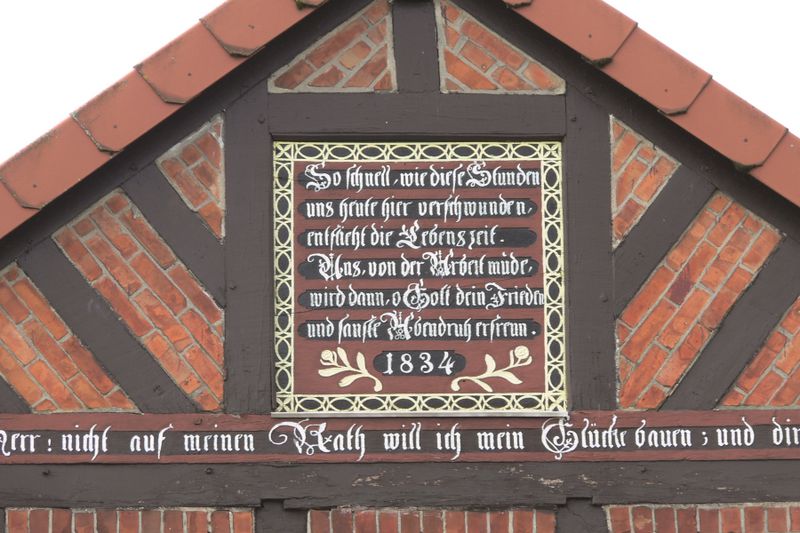 So schnell, wie diese Stunden
uns heute hier verschwunden,
entflieht die Lebenszeit.
Uns, von der Arbeit müde,
wird dann, o Gott dein Frieden
und sanfte Abendruh erfreun.
1834
Herr: nicht auf meinen Rath will ich mein Glücke bauen; und dir